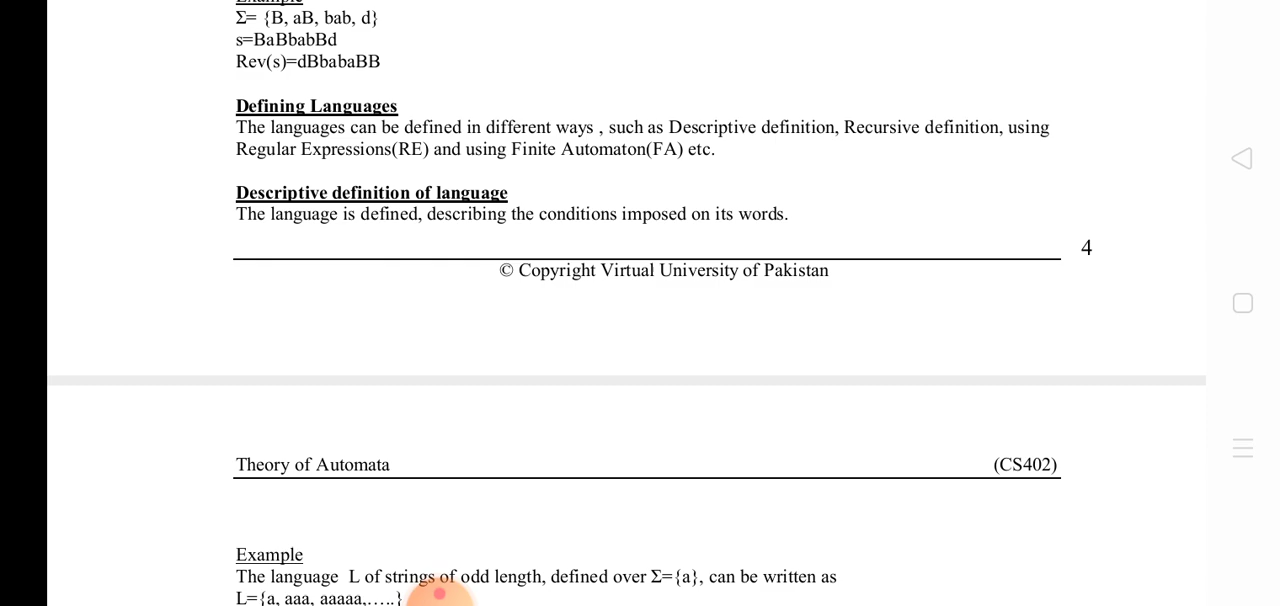 Example
Σ= {B, aB, bab, d}
s=BaBbabBd
Rev(s)=dBbabaBB
Defining Languages
The languages can be defined in different ways , such as Descriptive definition, Recursive definition, using
Regular Expressions(RE) and using Finite Automaton(FA) etc.
Descriptive definition of language
The language is defined, describing the conditions imposed on its words.
4
© Copyright Virtual University of Pakistan
Theory of Automata (CS402)
Example
The language L of strings of odd length, defined over Σ={a}, can be written as
L={a, aaa, aaaaa,…..}